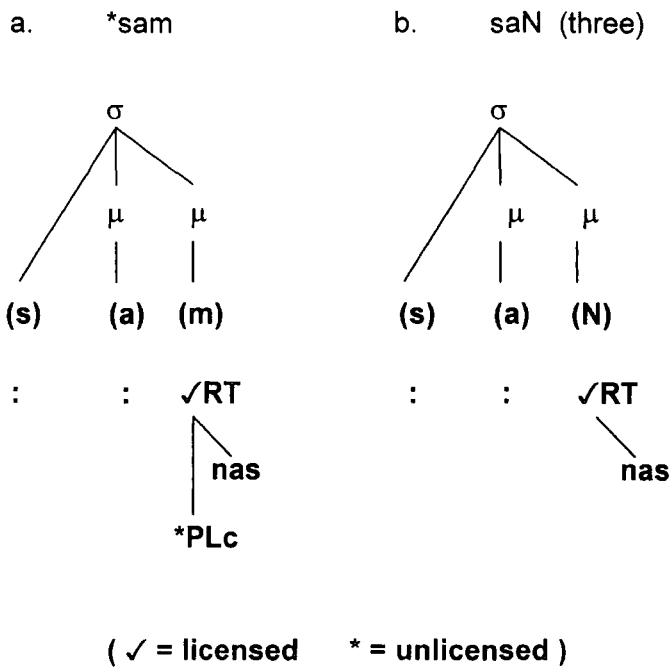 a. *sam b. saN (three)
σ σ
μ μ μ μ
(s) (a) (m) (s) (a) (N)
: : ✓RT : : ✓RT
nas nas
*PLc
( ✓ = licensed * = unlicensed )